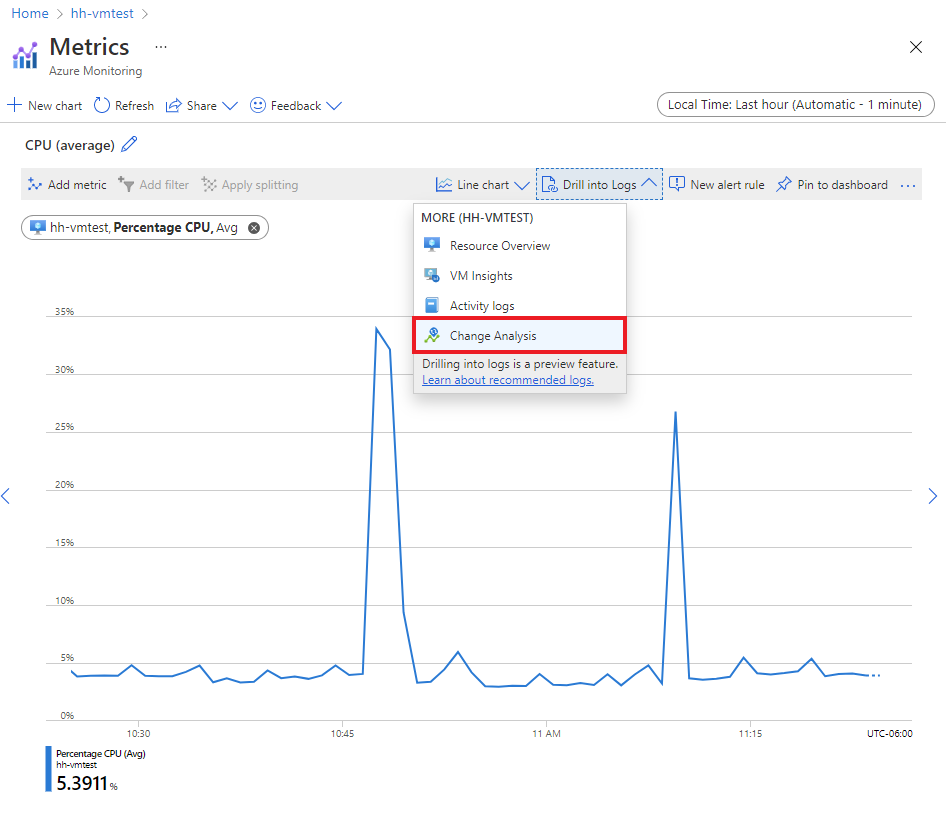 Home > hh-vmtest >
Metrics ...
Azure Monitoring
New chart Refresh Share Feedback
Local Time: Last hour (Automatic - 1 minute)
CPU (average)
Add metric Add filter Apply splitting Line chart Drill into Logs New alert rule Pin to dashboard ...
hh-vmtest, Percentage CPU, Avg
MORE (HH-VMTEST)
Resource Overview
VM Insights
Activity logs
Change Analysis
Drilling into logs is a preview feature.
Learn about recommended logs.
35%
30%
25%
20%
15%
10%
5%
0%
10:30 10:45 11 AM 11:15 UTC-06:00
Percentage CPU (Avg)
hh-vmtest
5.3911 %